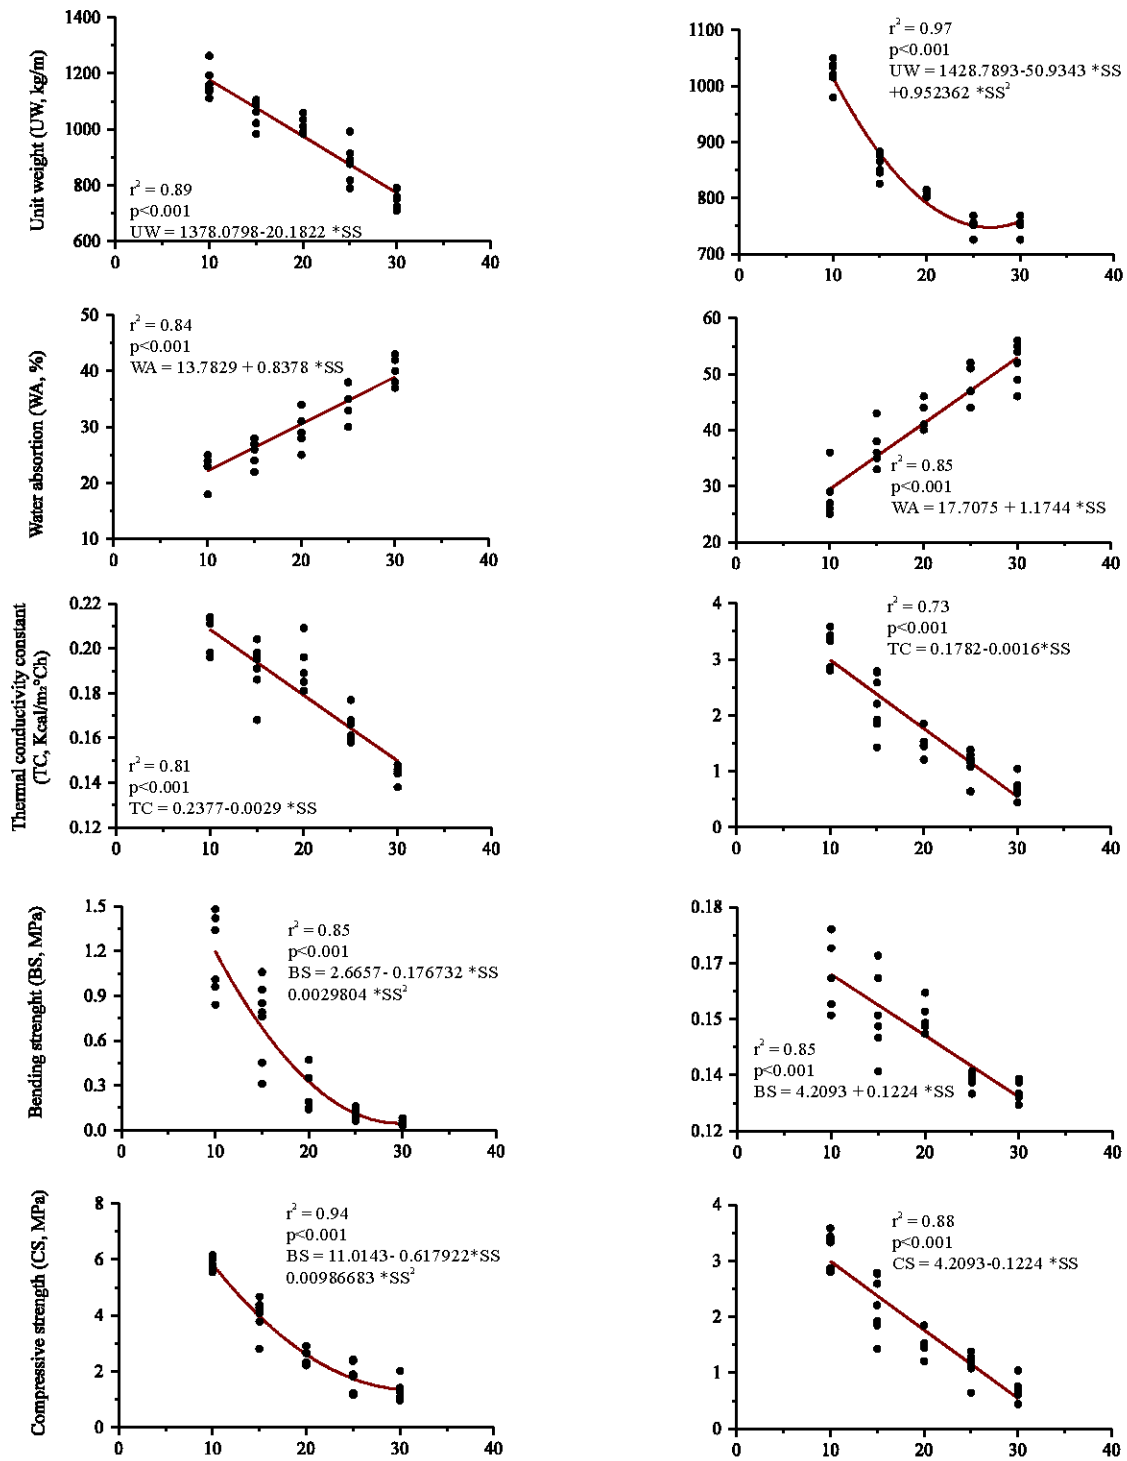 Unit weight (UW, kg/m)
1400
1200
1000
800
600
r² = 0.89
p<0.001
UW = 1378.0798-20.1822 *SS
0 10 20 30 40
1100
1000
900
800
700
r² = 0.97
p<0.001
UW = 1428.7893-50.9343 *SS
+0.952362 *SS²
0 10 20 30 40
Water absortion (WA, %)
50
40
30
20
10
r² = 0.84
p<0.001
WA = 13.7829 + 0.8378 *SS
0 10 20 30 40
60
50
40
30
20
r² = 0.85
p<0.001
WA = 17.7075 + 1.1744 *SS
0 10 20 30 40
Thermal conductivity constant
(TC, Kcal/m₂°Ch)
0.22
0.20
0.18
0.16
0.14
0.12
r² = 0.81
p<0.001
TC = 0.2377-0.0029 *SS
0 10 20 30 40
4
3
2
1
0
r² = 0.73
p<0.001
TC = 0.1782-0.0016*SS
0 10 20 30 40
Bending strenght (BS, MPa)
1.5
1.2
0.9
0.6
0.3
0.0
r² = 0.85
p<0.001
BS = 2.6657- 0.176732 *SS
0.0029804 *SS²
0 10 20 30 40
0.18
0.17
0.15
0.14
0.12
r² = 0.85
p<0.001
BS = 4.2093 + 0.1224 *SS
0 10 20 30 40
Compressive strength (CS, MPa)
8
6
4
2
0
r² = 0.94
p<0.001
BS = 11.0143- 0.617922*SS
0.00986683 *SS²
0 10 20 30 40
4
3
2
1
0
r² = 0.88
p<0.001
CS = 4.2093-0.1224 *SS
0 10 20 30 40